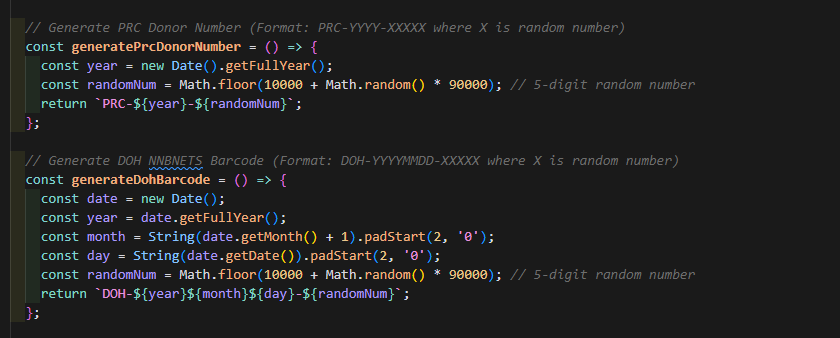 // Generate PRC Donor Number (Format: PRC-YYYY-XXXXX where X is random number)
const generatePrcDonorNumber = () => {
  const year = new Date().getFullYear();
  const randomNum = Math.floor(10000 + Math.random() * 90000); // 5-digit random number
  return `PRC-${year}-${randomNum}`;
};
// Generate DOH NNBNETS Barcode (Format: DOH-YYYYMMDD-XXXXX where X is random number)
const generateDohBarcode = () => {
  const date = new Date();
  const year = date.getFullYear();
  const month = String(date.getMonth() + 1).padStart(2, '0');
  const day = String(date.getDate()).padStart(2, '0');
  const randomNum = Math.floor(10000 + Math.random() * 90000); // 5-digit random number
  return `DOH-${year}${month}${day}-${randomNum}`;
};